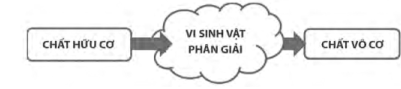 CHẤT HỮU CƠ
VI SINH VẬT
PHÂN GIẢI
CHẤT VÔ CƠ